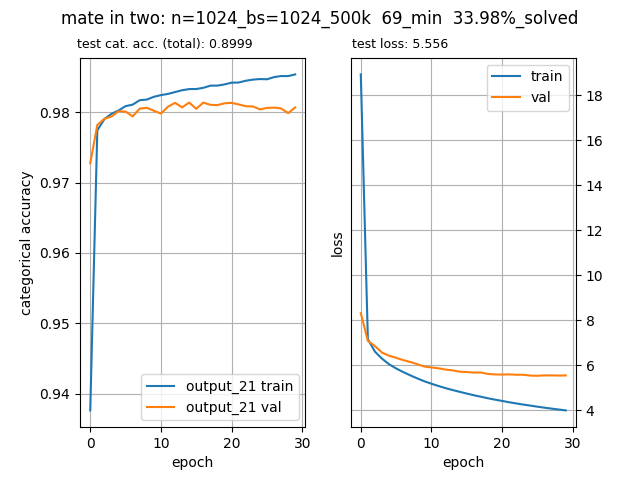 mate in two: n=1024_bs=1024_500k  69_min  33.98%_solved
test cat. acc. (total): 0.8999
test loss: 5.556
categorical accuracy
0.98
0.97
0.96
0.95
0.94
output_21 train
output_21 val
0
10
20
30
epoch
loss
train
val
18
16
14
12
10
8
6
4
0
10
20
30
epoch